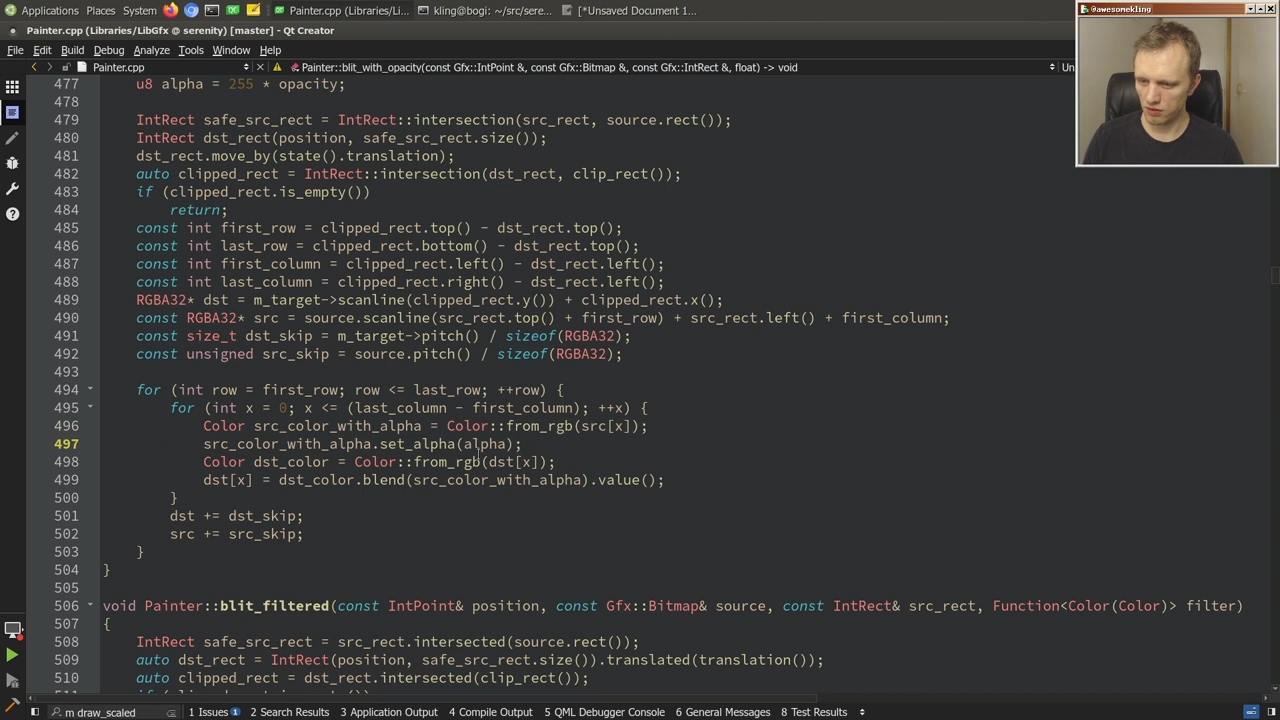 Applications Places System Painter.cpp (Libraries/Li... kling@bogi: ~/src/sere... [*Unsaved Document 1...
@awesomekling
Painter.cpp (Libraries/LibGfx @ serenity) [master] - Qt Creator
File Edit Build Debug Analyze Tools Window Help
Painter.cpp Painter::blit_with_opacity(const Gfx::IntPoint &, const Gfx::Bitmap &, const Gfx::IntRect &, float) -> void Un
477 u8 alpha = 255 * opacity;
478
479 IntRect safe_src_rect = IntRect::intersection(src_rect, source.rect());
480 IntRect dst_rect(position, safe_src_rect.size());
481 dst_rect.move_by(state().translation);
482 auto clipped_rect = IntRect::intersection(dst_rect, clip_rect());
483 if (clipped_rect.is_empty())
484 return;
485 const int first_row = clipped_rect.top() - dst_rect.top();
486 const int last_row = clipped_rect.bottom() - dst_rect.top();
487 const int first_column = clipped_rect.left() - dst_rect.left();
488 const int last_column = clipped_rect.right() - dst_rect.left();
489 RGBA32* dst = m_target->scanline(clipped_rect.y()) + clipped_rect.x();
490 const RGBA32* src = source.scanline(src_rect.top() + first_row) + src_rect.left() + first_column;
491 const size_t dst_skip = m_target->pitch() / sizeof(RGBA32);
492 const unsigned src_skip = source.pitch() / sizeof(RGBA32);
493
494 for (int row = first_row; row <= last_row; ++row) {
495 for (int x = 0; x <= (last_column - first_column); ++x) {
496 Color src_color_with_alpha = Color::from_rgb(src[x]);
497 src_color_with_alpha.set_alpha(alpha);
498 Color dst_color = Color::from_rgb(dst[x]);
499 dst[x] = dst_color.blend(src_color_with_alpha).value();
500 }
501 dst += dst_skip;
502 src += src_skip;
503 }
504 }
505
506 void Painter::blit_filtered(const IntPoint& position, const Gfx::Bitmap& source, const IntRect& src_rect, Function<Color(Color)> filter)
507 {
508 IntRect safe_src_rect = src_rect.intersected(source.rect());
509 auto dst_rect = IntRect(position, safe_src_rect.size()).translated(translation());
510 auto clipped_rect = dst_rect.intersected(clip_rect());
m draw_scaled 1 Issues 1 2 Search Results 3 Application Output 4 Compile Output 5 QML Debugger Console 6 General Messages 8 Test Results